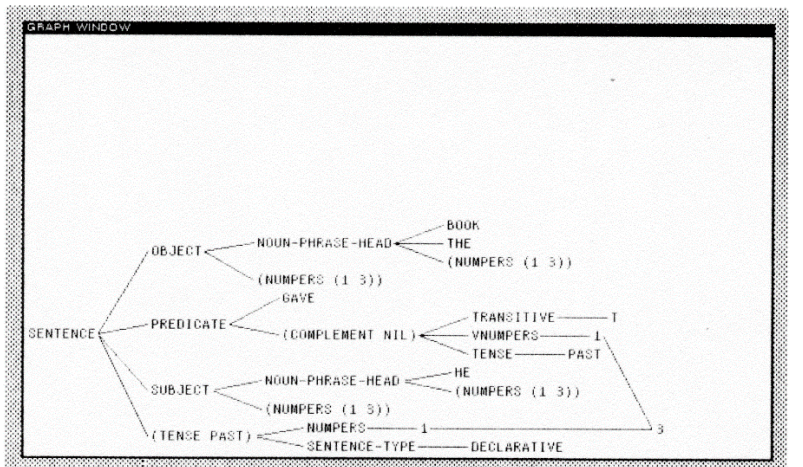 GRAPH WINDOW
BOOK
OBJECT NOUN-PHRASE-HEAD THE
(NUMPERS (1 3))
(NUMPERS (1 3))
GAVE
PREDICATE TRANSITIVE T
SENTENCE (COMPLEMENT NIL) VNUMPERS 1
TENSE PAST
HE
SUBJECT NOUN-PHRASE-HEAD (NUMPERS (1 3))
(NUMPERS (1 3))
(TENSE PAST) NUMPERS 1 3
SENTENCE-TYPE DECLARATIVE